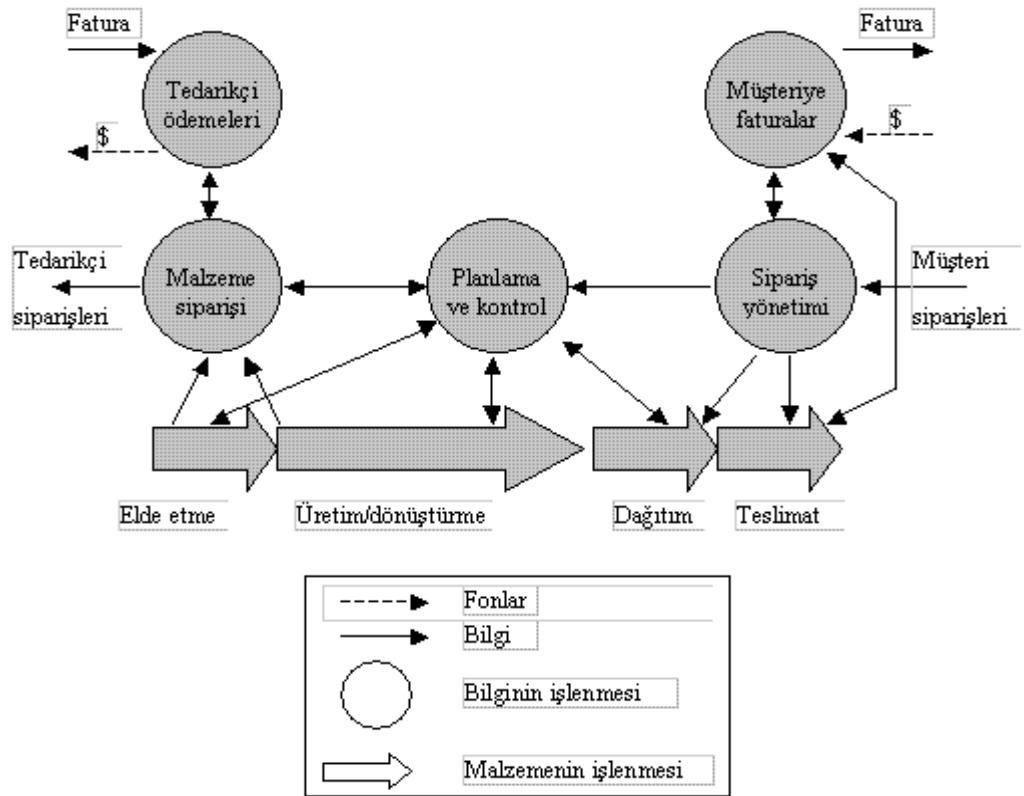 Fatura
Fatura
Tedarikçi
ödemeleri
Müşteriye
faturalar
$
$
Tedarikçi
siparişleri
Malzeme
siparişi
Planlama
ve kontrol
Sipariş
yönetimi
Müşteri
siparişleri
Elde etme
Üretim/dönüştürme
Dağıtım
Teslimat
Fonlar
Bilgi
Bilginin işlenmesi
Malzemenin işlenmesi